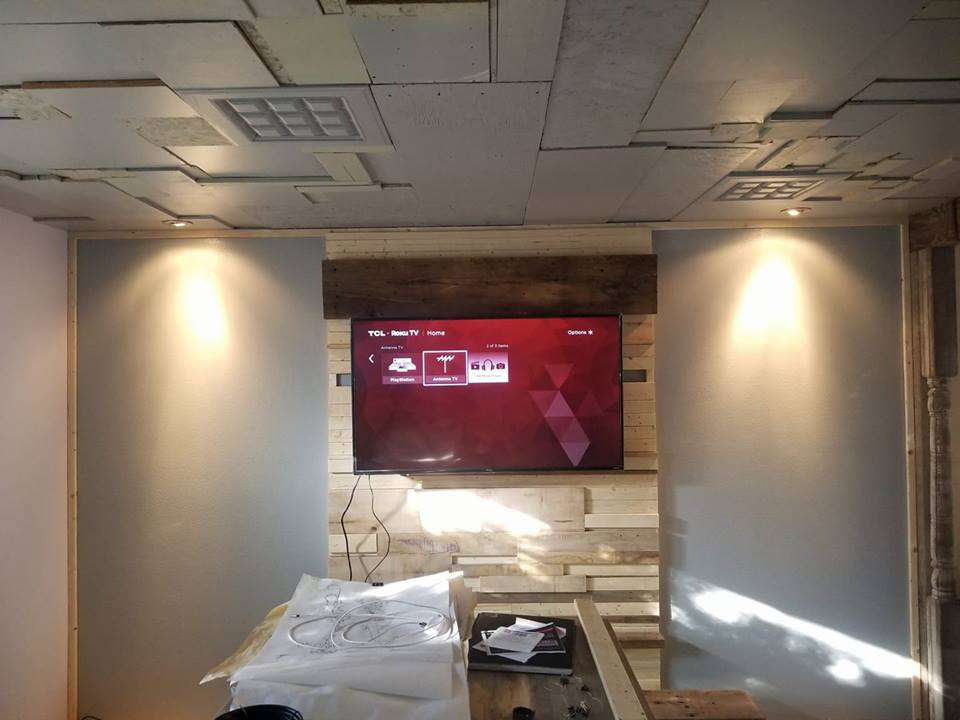 TCL · Roku TV | Home
Options ✱
Antenna TV
2 of 3 items
PlayStation
Antenna TV